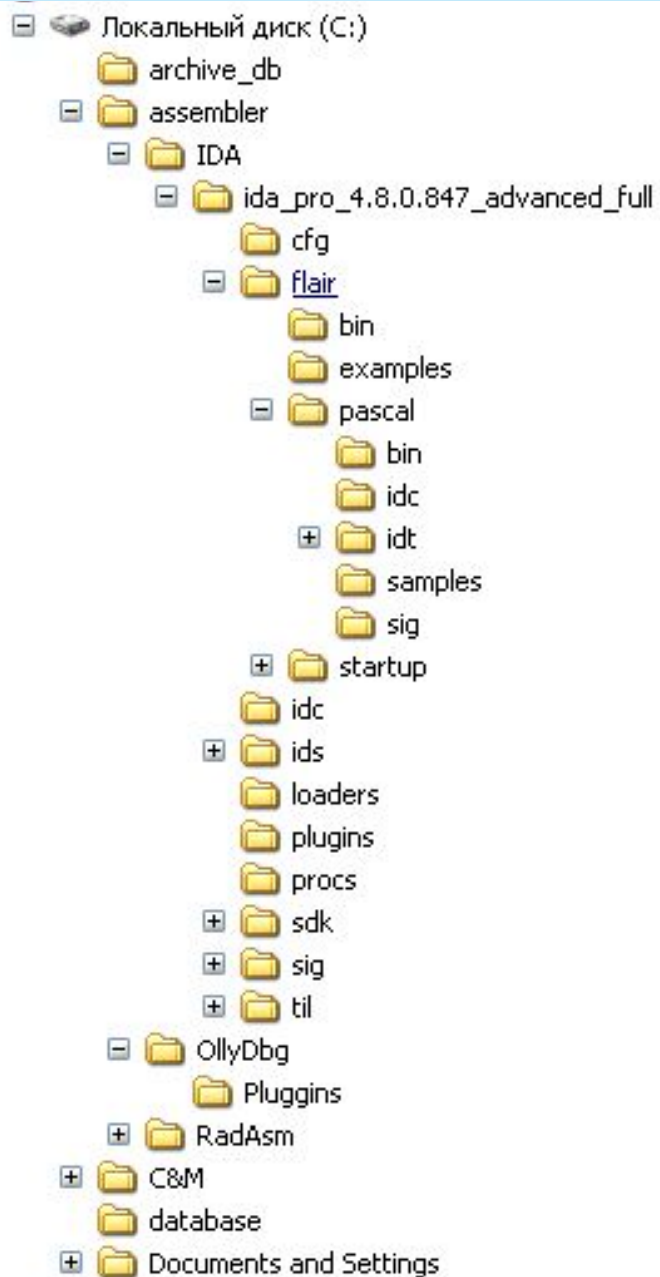 Локальный диск (C:)
archive_db
assembler
IDA
ida_pro_4.8.0.847_advanced_full
cfg
flair
bin
examples
pascal
bin
idc
idt
samples
sig
startup
idc
ids
loaders
plugins
procs
sdk
sig
til
OllyDbg
Pluggins
RadAsm
C&M
database
Documents and Settings